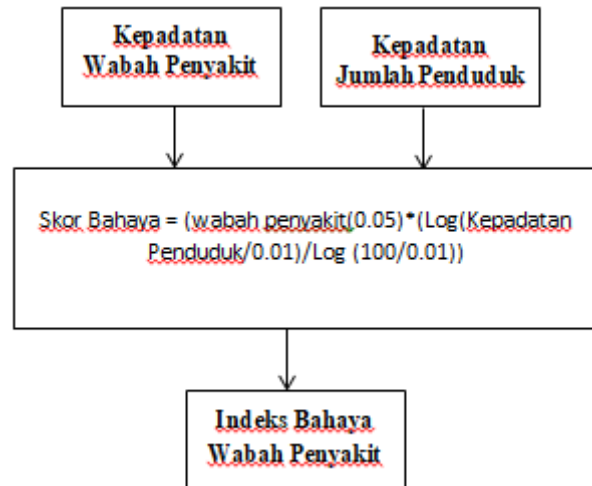 Kepadatan
Wabah Penyakit
Kepadatan
Jumlah Penduduk
Skor Bahaya = (wabah penyakit(0.05)*(Log(Kepadatan
Penduduk/0.01)/Log (100/0.01))
Indeks Bahaya
Wabah Penyakit